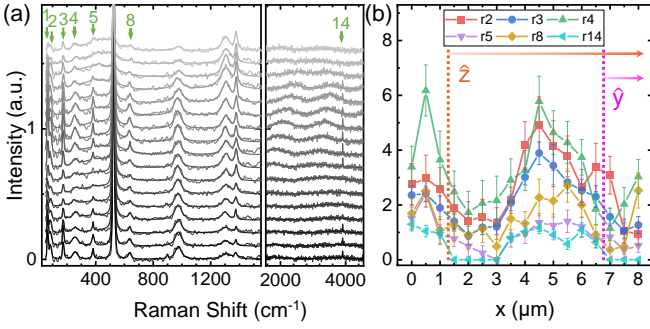 (a)
1 2 3 4 5 8 14
Intensity (a.u.)
1
0
400 800 1200 2000 4000
Raman Shift (cm⁻¹)
(b)
r2 r3 r4
r5 r8 r14
ẑ
ŷ
8
6
4
2
0
0 1 2 3 4 5 6 7 8
x (μm)